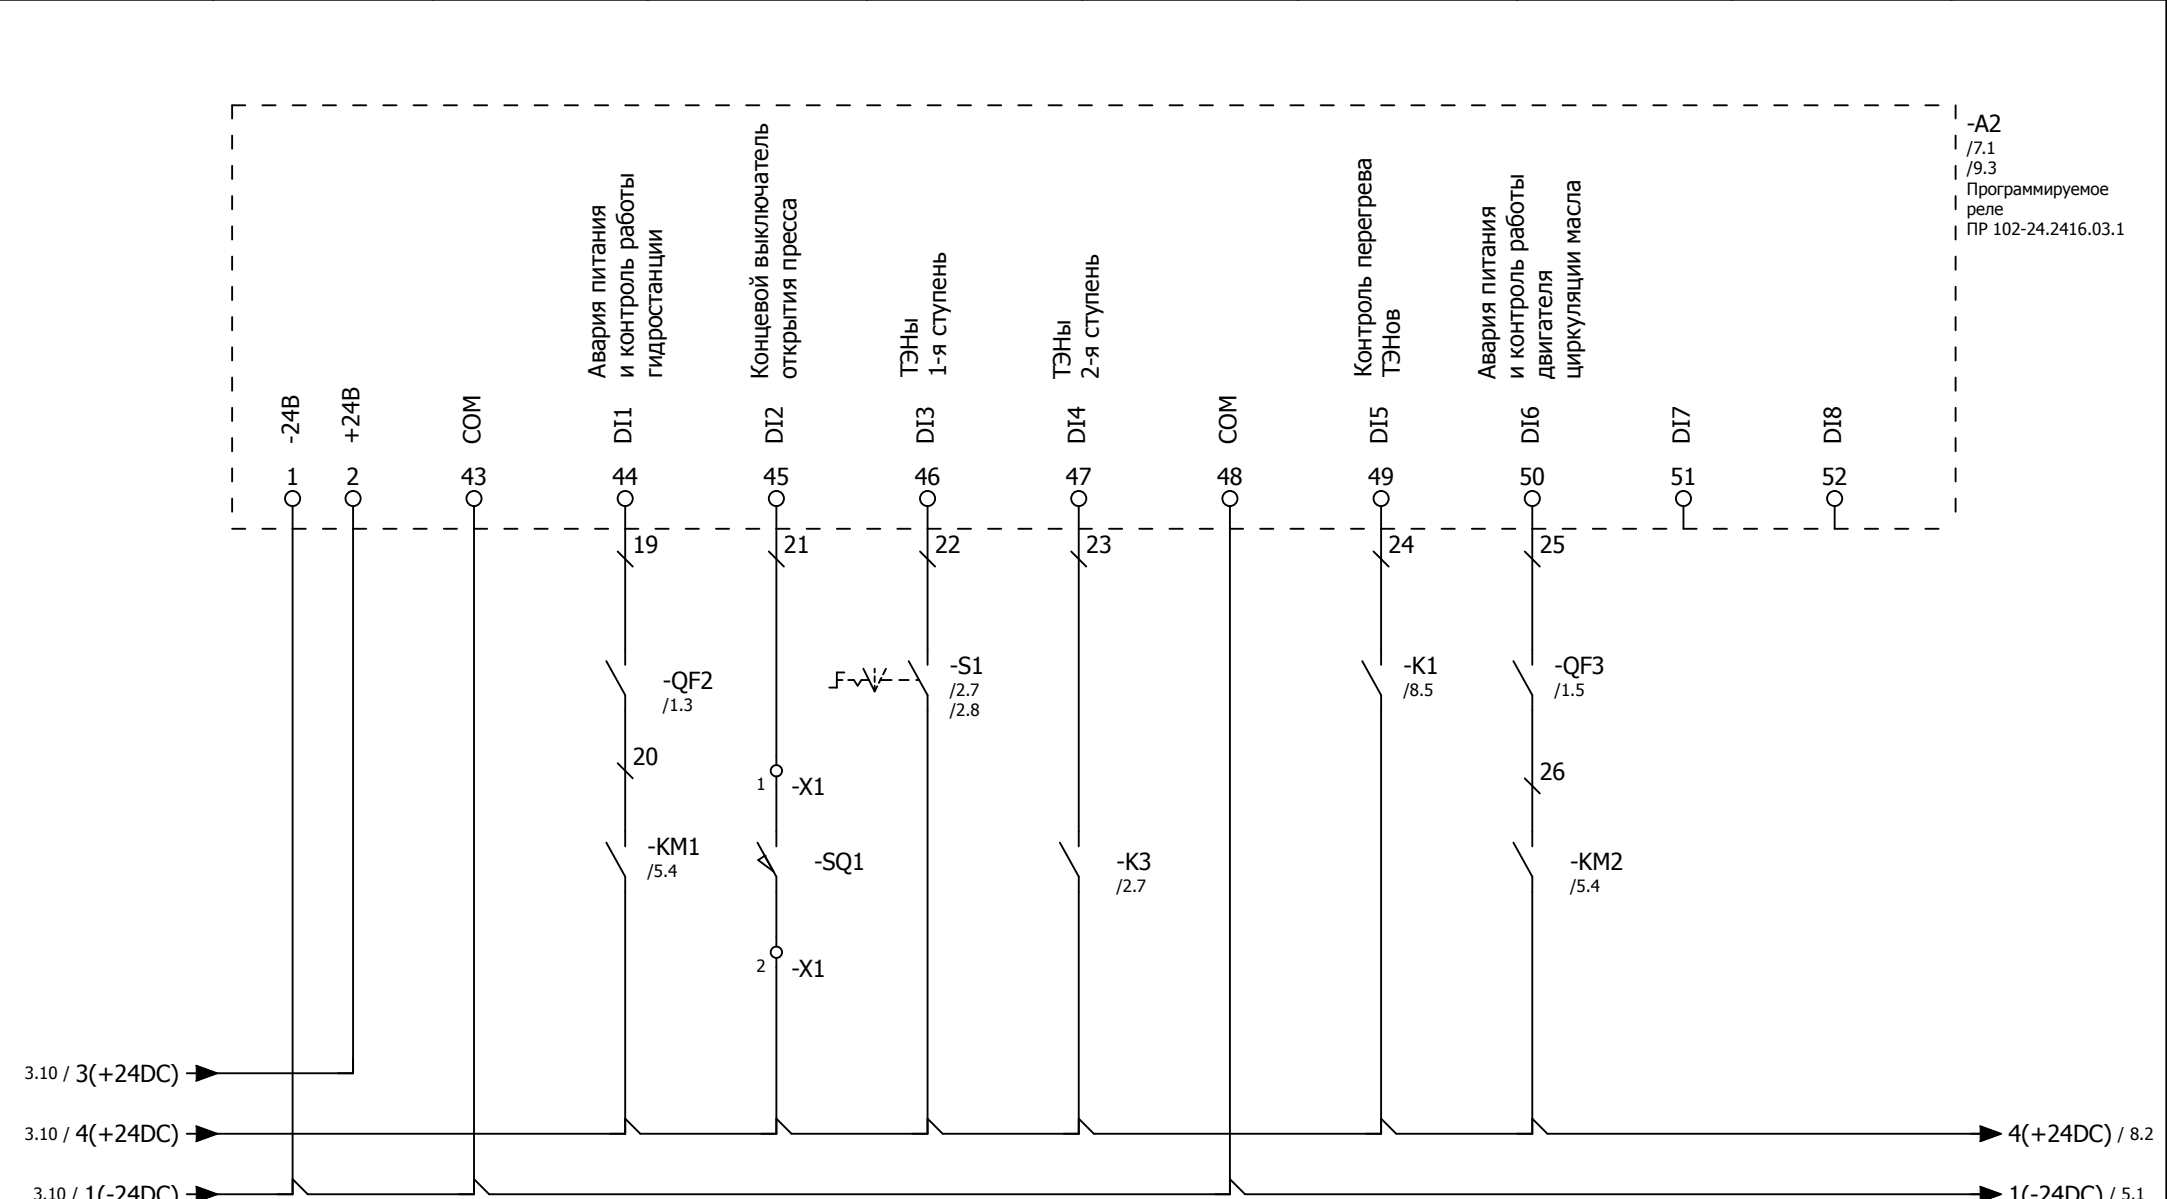 -A2
/7.1
/9.3
Программируемое
реле
ПР 102-24.2416.03.1
Авария питания
и контроль работы
гидростанции
Концевой выключатель
открытия пресса
ТЭНы
1-я ступень
ТЭНы
2-я ступень
Контроль перегрева
ТЭНов
Авария питания
и контроль работы
двигателя
циркуляции масла
-24В
+24В
COM
DI1
DI2
DI3
DI4
COM
DI5
DI6
DI7
DI8
1
2
43
44
45
46
47
48
49
50
51
52
19
21
22
23
24
25
-QF2
/1.3
-S1
/2.7
/2.8
-K1
/8.5
-QF3
/1.5
20
26
1
-X1
-KM1
/5.4
-SQ1
-K3
/2.7
-KM2
/5.4
2
-X1
3.10 / 3(+24DC)
3.10 / 4(+24DC)
4(+24DC) / 8.2
3.10 / 1(-24DC)
1(-24DC) / 5.1